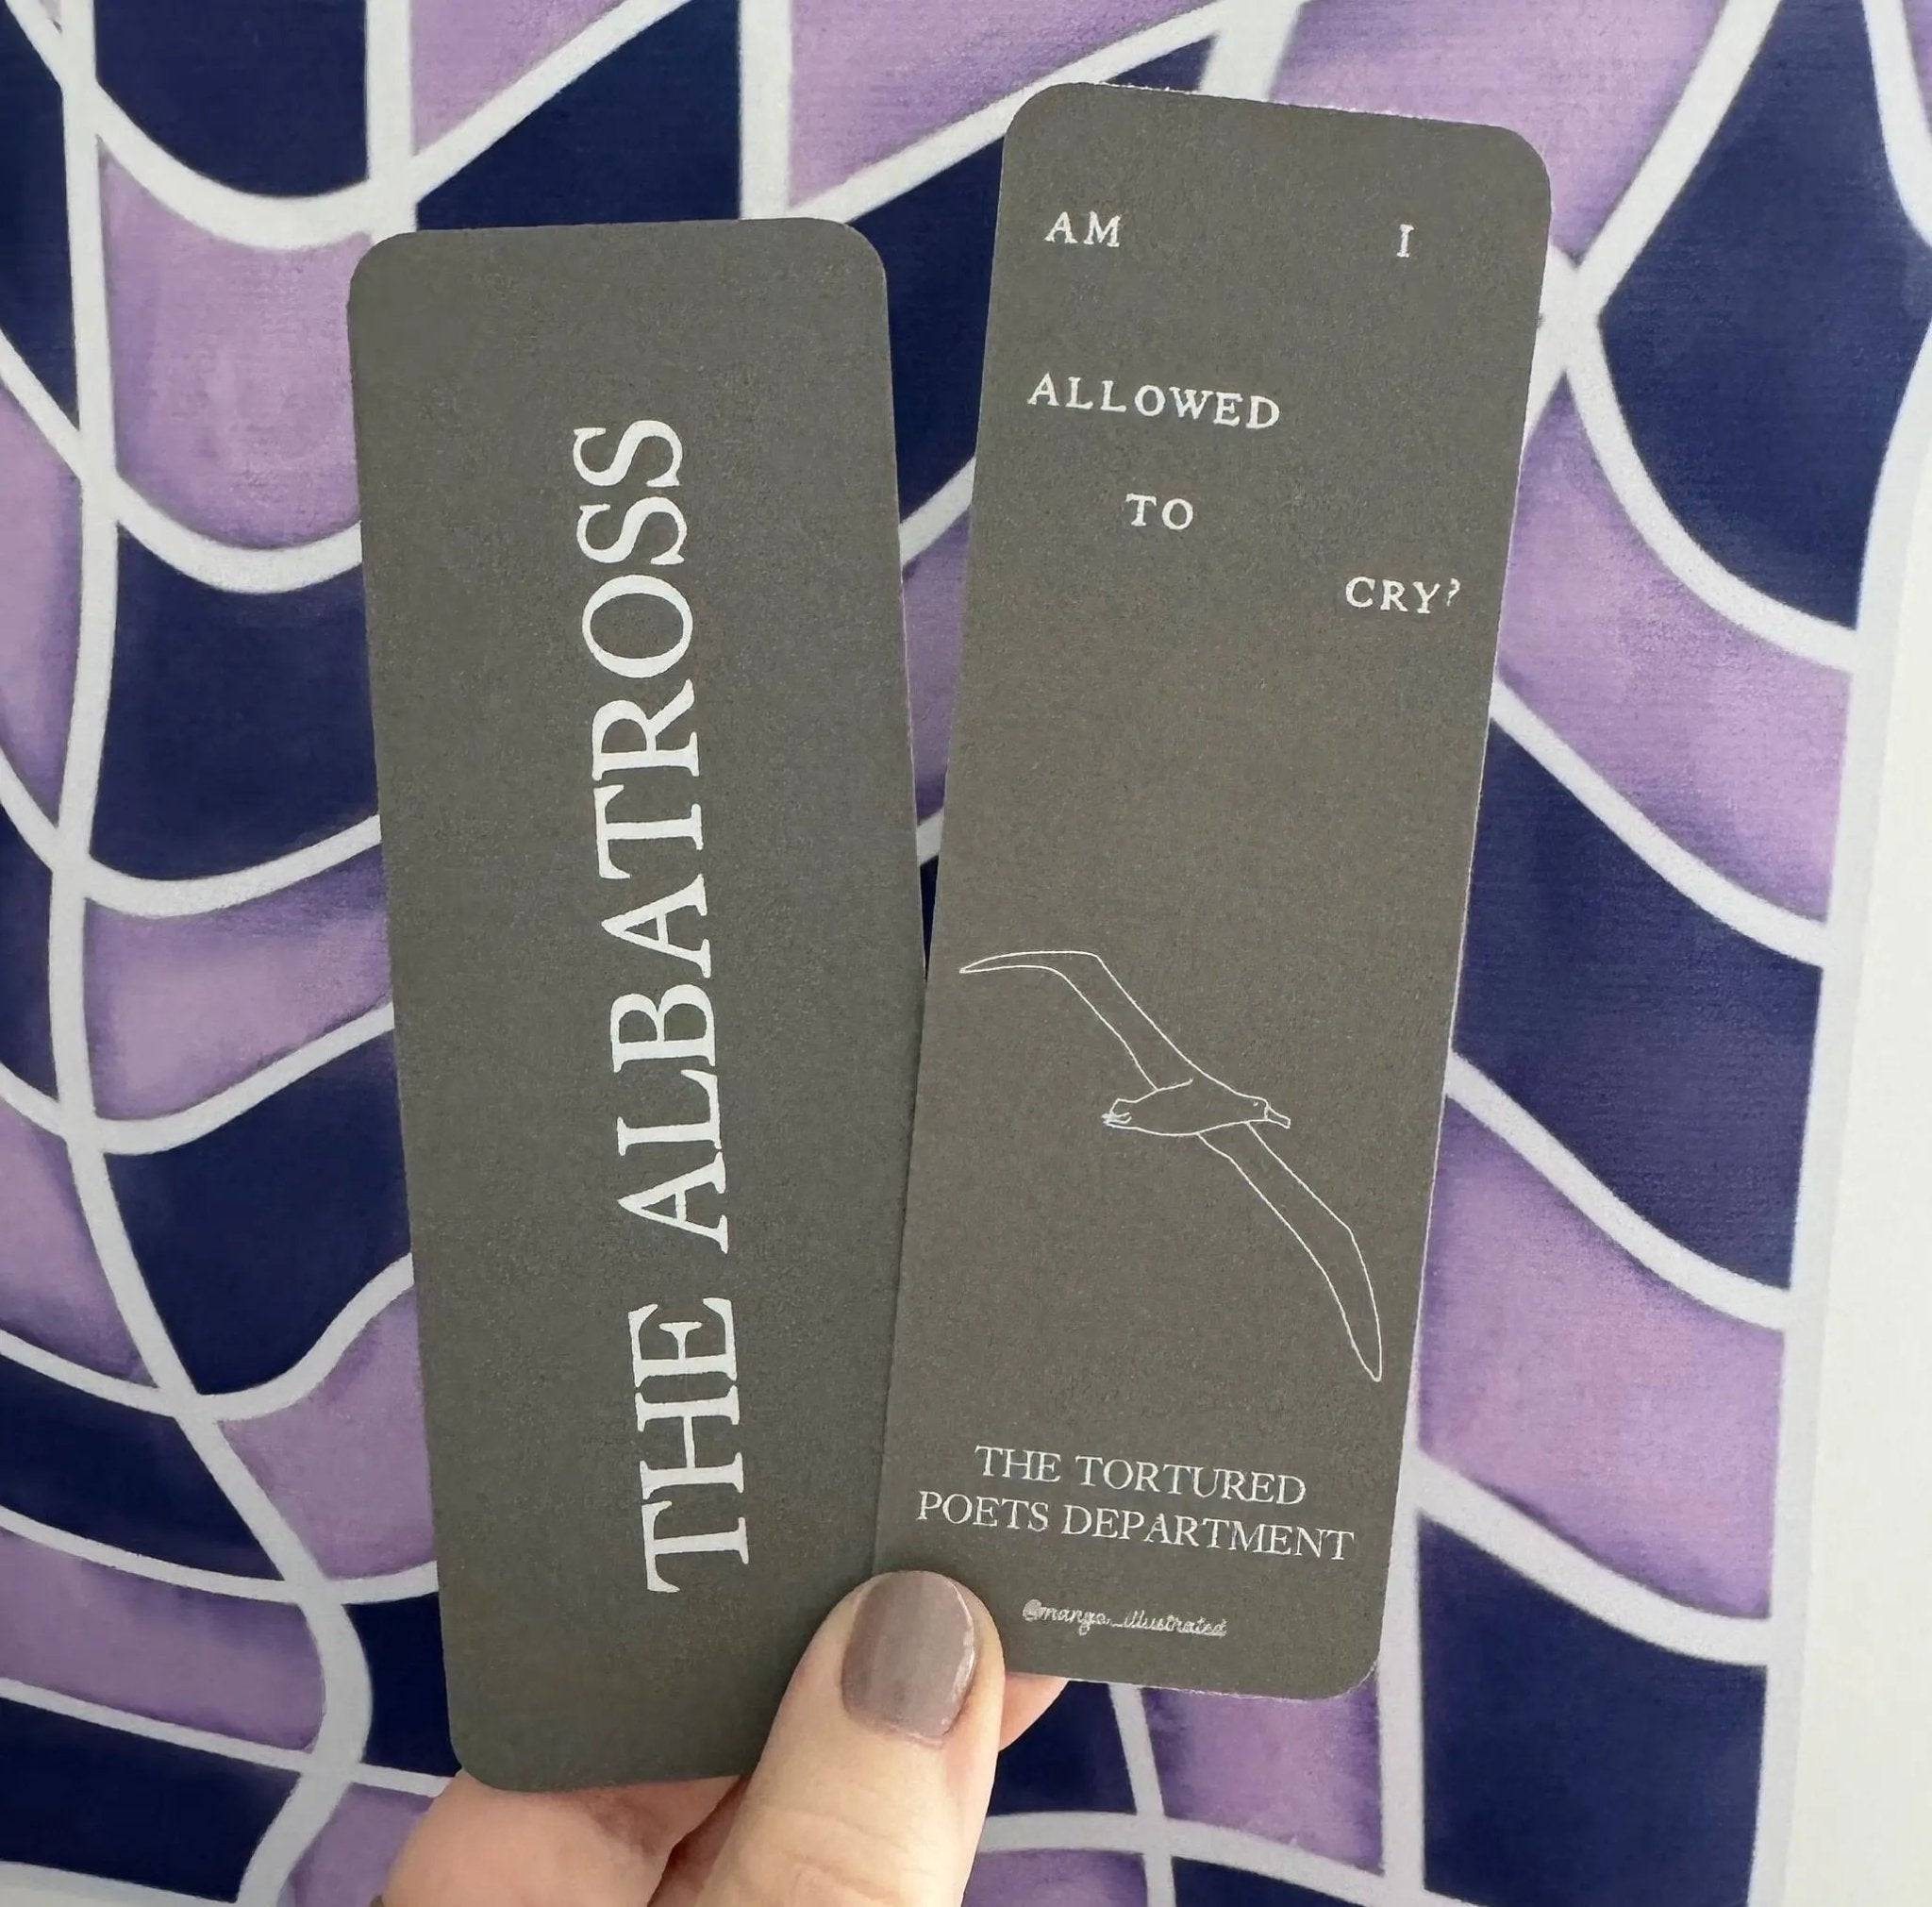 THE ALBATROSS
AM I
ALLOWED
TO
CRY?
THE TORTURED
POETS DEPARTMENT
@mango_illustrated